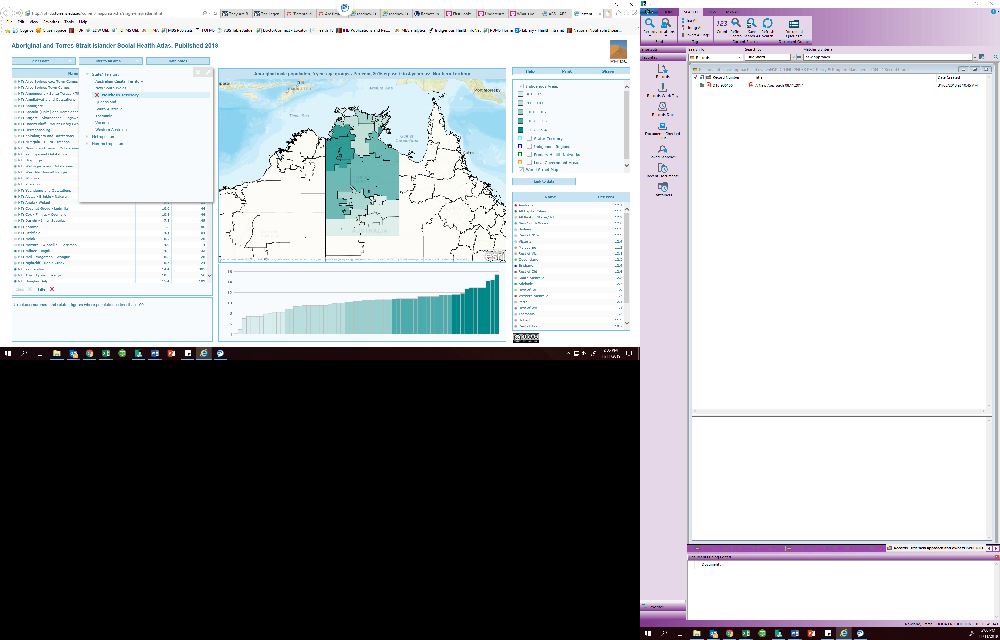 http://phidu.torrens.edu.au/current/maps/atsi-sha/single-map/atlas.html
They Are R...
The Legen...
'Parental al...
Are flexi
readnow.is...
readnow.is...
Remote In...
First Look: ...
Undercurre...
What's yo...
ABS - ABS ...
Instant...
File Edit View Favorites Tools Help
Cognos Citizen Space HDP EDW Qlik FOFMS Qlik HIMA MBS PBS stats FOFMS ABS TableBuilder DoctorConnect - Locator Health TV IHD Publications and Res... MBS analytics Indigenous HealthInfoNet PDMS Home Library - Health Intranet National Notifiable Diseas...
Aboriginal and Torres Strait Islander Social Health Atlas, Published 2018
PHIDU
Select data
Filter to an area
Data notes
Name
NT: Alice Springs exc. Town Camps
NT: Alice Springs Town Camps
NT: Amoonguna - Santa Teresa - Tit
NT: Ampilatwatja and Outstations
NT: Anmatjere
NT: Apatula (Finke) and Homelands
NT: Atitjere - Akarnenehe - Engawa
NT: Haasts Bluff - Mount Liebig (Wa
NT: Hermannsburg
NT: Kaltukatjara and Outstations
NT: Mutitjulu - Uluru - Imanpa
NT: Nyirripi and Tanami Outstations
NT: Papunya and Outstations
NT: Urapuntja
NT: Walungurru and Outstations
NT: West MacDonnell Ranges
NT: Willowra
NT: Yuelamu
NT: Yuendumu and Outstations
NT: Alawa - Brinkin - Nakara
NT: Anula - Wulagi
NT: Coconut Grove - Ludmilla 10.0 46
NT: Cox - Finniss - Coomalie 10.1 44
NT: Darwin - Inner Suburbs 7.9 49
NT: Karama 11.8 56
NT: Litchfield 4.1 104
NT: Malak 8.7 28
NT: Marrara - Winnellie - Berrimah 4.9 14
NT: Millner - Jingili 14.2 33
NT: Moil - Wagaman - Wanguri 8.8 28
NT: Nightcliff - Rapid Creek 10.5 24
NT: Palmerston 14.4 385
NT: Tiwi - Lyons - Leanyer 10.5 56
NT: Douglas-Daly 15.4 109
Clear Filter
# replaces numbers and related figures where population is less than 100
State/ Territory
Australian Capital Territory
New South Wales
Northern Territory
Queensland
South Australia
Tasmania
Victoria
Western Australia
Metropolitan
Non-metropolitan
Aboriginal male population, 5 year age groups - Per cent, 2016 erp >> 0 to 4 years >> Northern Territory
npasar
Dili
TIMOR-LESTE
Arafura Sea
Port Moresby
Timor Sea
Gulf of
Carpentaria
Cairns
Northern
Territory
Western
Australia
AUSTRALIA
esri
Sources: Esri, HERE, Garmin, USGS, Intermap, INCREMENT P, NRCan, Esri Japan, METI, Esri China (Hong Kong), Esri Korea, Esri (Thailand), NGCC, (c) OpenStreetMap contributors, and the GIS User Community
16
14
12
10
8
6
4
Help Print Share
Indigenous Areas
4.1 - 8.5
8.6 - 10.0
10.1 - 10.7
10.8 - 11.5
11.6 - 15.4
State/ Territory
Indigenous Regions
Primary Health Networks
Local Government Areas
World Street Map
Link to data
Name Per cent
Australia 12.1
All Capital Cities 11.9
All Rest of States/ NT 12.2
New South Wales 12.6
Sydney 11.9
Rest of NSW 12.9
Victoria 12.4
Melbourne 11.2
Rest of Vic. 13.8
Queensland 12.5
Brisbane 12.4
Rest of Qld 12.6
South Australia 12.3
Adelaide 12.7
Rest of SA 11.9
Western Australia 11.7
Perth 12.1
Rest of WA 11.4
Tasmania 11.2
Hobart 11.9
Rest of Tas. 10.7
CC BY NC SA
2:06 PM
11/11/2019
HOME SEARCH VIEW MANAGE
Records Locations
Find
Tag All
Untag All
Invert All Tags
Tag
123
Count
Refine Search
Save Search As
Refresh Search
Current Search
Document Queues
Document Queues
Shortcuts
Favorites
Records
Records Work Tray
Records Due
Documents Checked Out
Saved Searches
Recent Documents
Containers
Favorites
Search for Search by Matching criteria
Records Title Word new approach
Records - title:new approach and owner:HSPPCG IHD PHDEB PHC Policy & Program Management SN - 1 Record found
Record Number Title Date Created
D18-986156 A New Approach 08.11.2017 31/05/2018 at 10:45 AM
Records - title:new approach and owner:HSPPCG IH...
Documents Being Edited
Documents
Rowland, Emma DOHA PRODUCTION 10.50.249.141
2:06 PM
11/11/2019